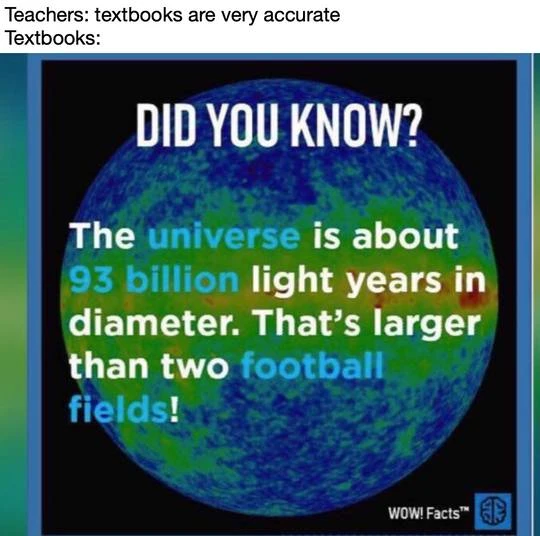 Teachers: textbooks are very accurate
Textbooks:
DID YOU KNOW?
The universe is about
93 billion light years in
diameter. That's larger
than two football
fields!
WOW! Facts™